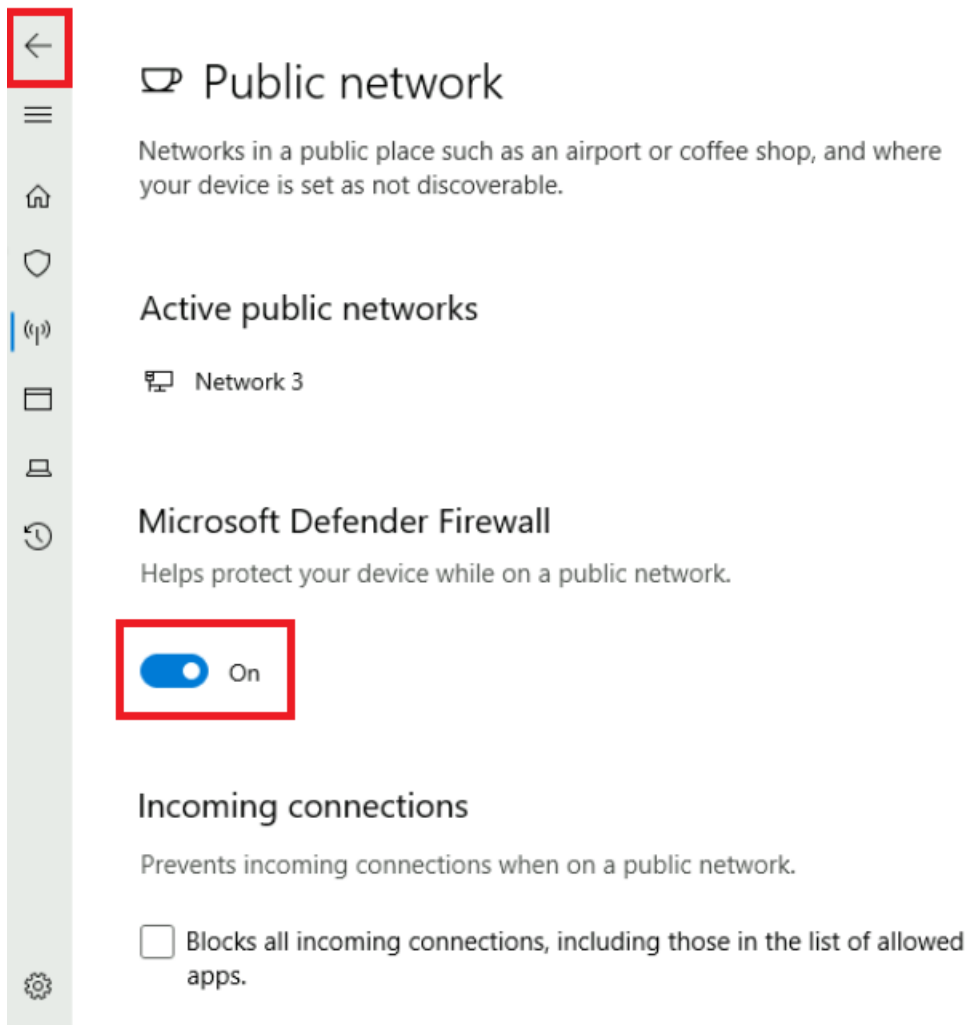 Public network
Networks in a public place such as an airport or coffee shop, and where
your device is set as not discoverable.
Active public networks
Network 3
Microsoft Defender Firewall
Helps protect your device while on a public network.
On
Incoming connections
Prevents incoming connections when on a public network.
Blocks all incoming connections, including those in the list of allowed
apps.